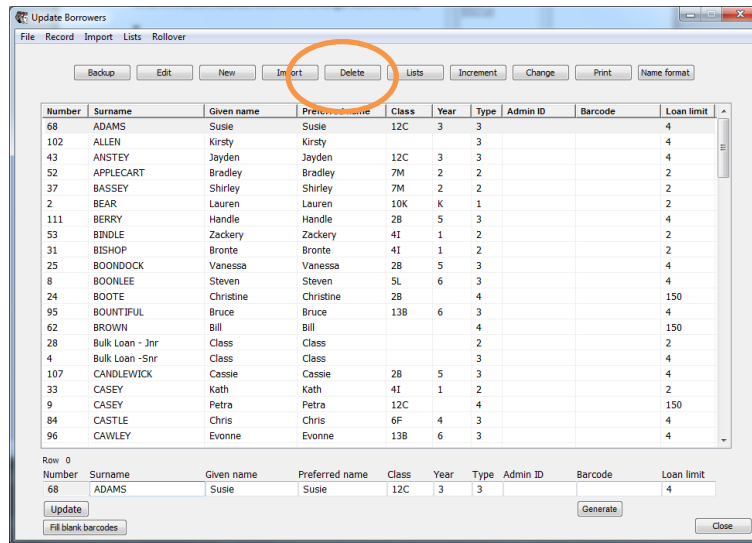 Update Borrowers
File Record Import Lists Rollover
Backup Edit New Import Delete Lists Increment Change Print Name format
Number Surname Given name Preferred name Class Year Type Admin ID Barcode Loan limit
68 ADAMS Susie Susie 12C 3 3 4
102 ALLEN Kirsty Kirsty 3 4
43 ANSTEY Jayden Jayden 12C 3 3 4
52 APPLECART Bradley Bradley 7M 2 2 2
37 BASSEY Shirley Shirley 7M 2 2 2
2 BEAR Lauren Lauren 10K K 1 2
111 BERRY Handle Handle 2B 5 3 4
53 BINDLE Zackery Zackery 4I 1 2 2
31 BISHOP Bronte Bronte 4I 1 2 2
25 BOONDOCK Vanessa Vanessa 2B 5 3 4
8 BOONLEE Steven Steven 5L 6 3 4
24 BOOTE Christine Christine 2B 4 150
95 BOUNTIFUL Bruce Bruce 13B 6 3 4
62 BROWN Bill Bill 4 150
28 Bulk Loan - Jnr Class Class 2 2
4 Bulk Loan -Snr Class Class 3 4
107 CANDLEWICK Cassie Cassie 2B 5 3 4
33 CASEY Kath Kath 4I 1 2 2
9 CASEY Petra Petra 12C 4 150
84 CASTLE Chris Chris 6F 4 3 4
96 CAWLEY Evonne Evonne 13B 6 3 4
Row 0
Number Surname Given name Preferred name Class Year Type Admin ID Barcode Loan limit
68 ADAMS Susie Susie 12C 3 3 4
Update Generate
Fill blank barcodes Close